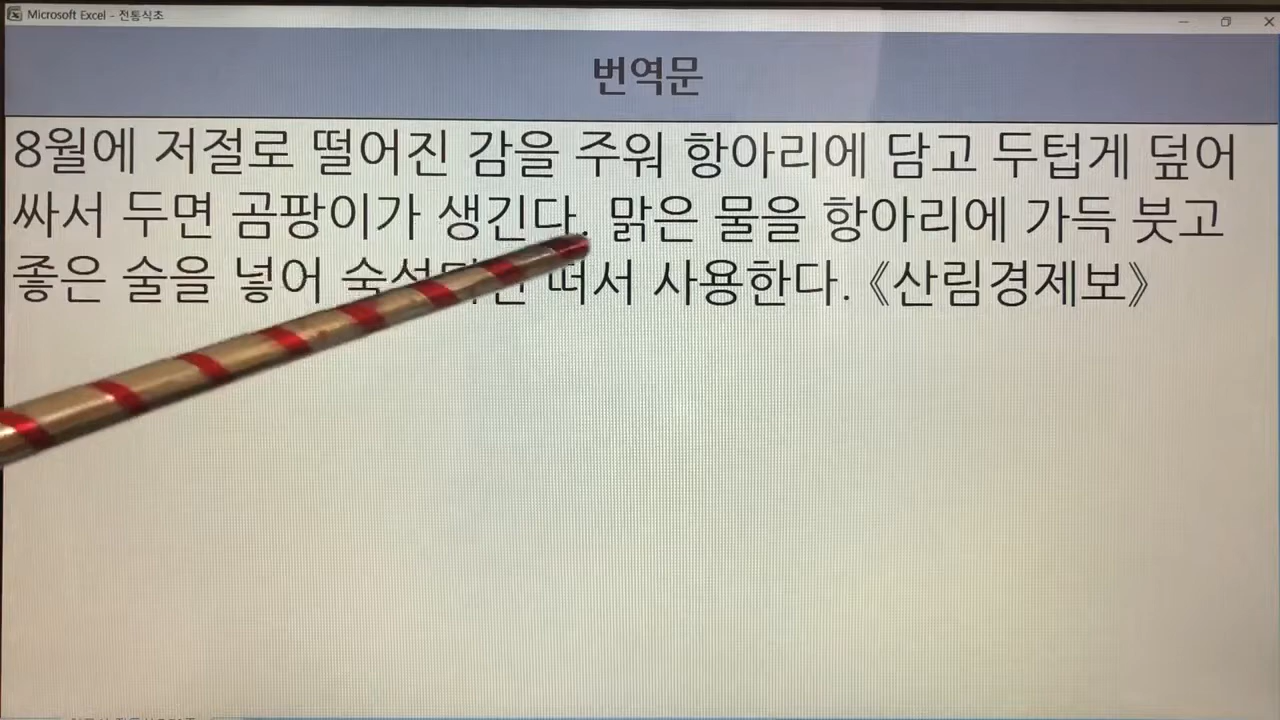 Microsoft Excel - 전통식초
번역문
8월에 저절로 떨어진 감을 주워 항아리에 담고 두텁게 덮어
싸서 두면 곰팡이가 생긴다. 맑은 물을 항아리에 가득 붓고
좋은 술을 넣어 떠서 사용한다. 《산림경제보》